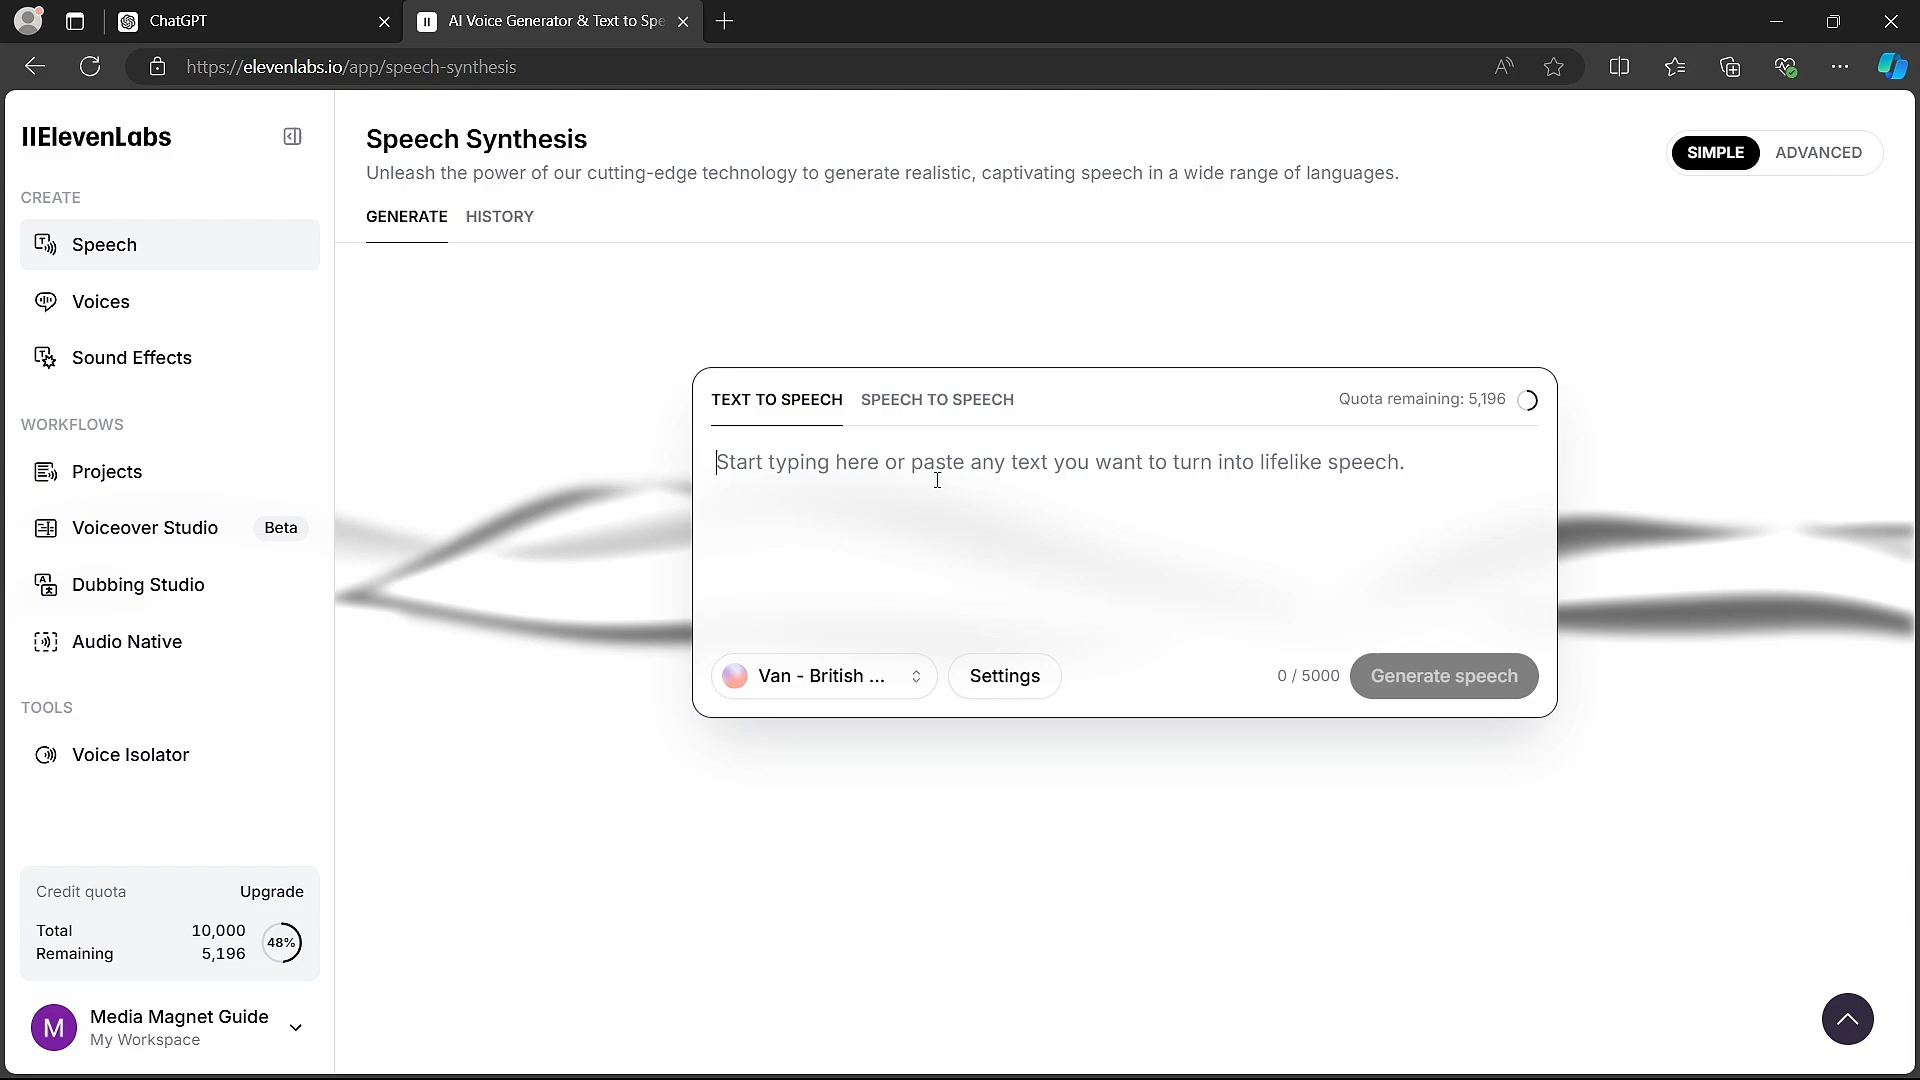 ChatGPT
AI Voice Generator & Text to Spe
https://elevenlabs.io/app/speech-synthesis
IIElevenLabs
CREATE
Speech
Voices
Sound Effects
WORKFLOWS
Projects
Voiceover Studio Beta
Dubbing Studio
Audio Native
TOOLS
Voice Isolator
Credit quota Upgrade
Total 10,000
Remaining 5,196
48%
M
Media Magnet Guide
My Workspace
Speech Synthesis
Unleash the power of our cutting-edge technology to generate realistic, captivating speech in a wide range of languages.
SIMPLE ADVANCED
GENERATE HISTORY
TEXT TO SPEECH SPEECH TO SPEECH Quota remaining: 5,196
Start typing here or paste any text you want to turn into lifelike speech.
Van - British ... Settings 0 / 5000 Generate speech